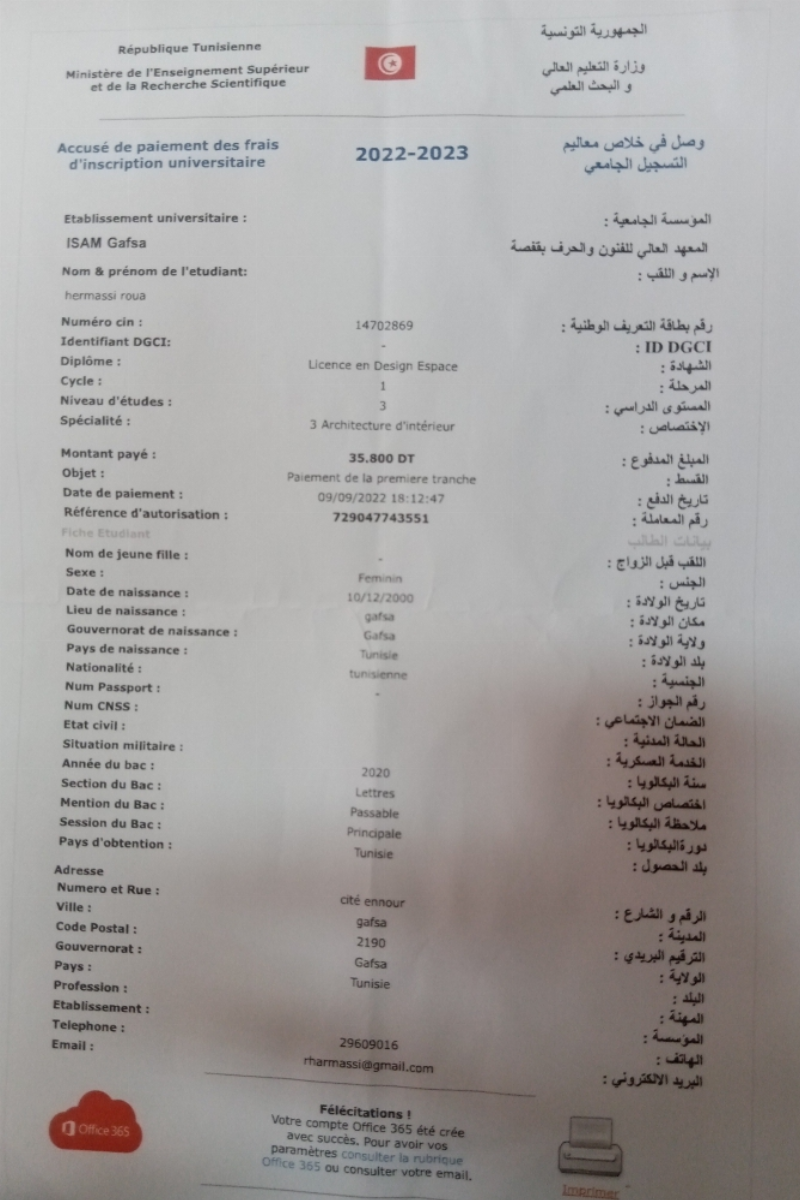 République Tunisienne
الجمهورية التونسية
Ministère de l'Enseignement Supérieur
et de la Recherche Scientifique
وزارة التعليم العالي
و البحث العلمي
Accusé de paiement des frais
d'inscription universitaire
2022-2023
وصل في خلاص معاليم
التسجيل الجامعي
Etablissement universitaire :
المؤسسة الجامعية :
ISAM Gafsa
المعهد العالي للفنون والحرف بقفصة
Nom & prénom de l'etudiant:
الإسم و اللقب :
hermassi roua
Numéro cin : 14702869 رقم بطاقة التعريف الوطنية :
Identifiant DGCI: - ID DGCI :
Diplôme : Licence en Design Espace الشهادة :
Cycle : 1 المرحلة :
Niveau d'études : 3 المستوى الدراسي :
Spécialité : 3 Architecture d'intérieur الإختصاص :
Montant payé : 35.800 DT المبلغ المدفوع :
Objet : Paiement de la premiere tranche القسط :
Date de paiement : 09/09/2022 18:12:47 تاريخ الدفع :
Référence d'autorisation : 729047743551 رقم المعاملة :
Fiche Etudiant بيانات الطالب
Nom de jeune fille : - اللقب قبل الزواج :
Sexe : Feminin الجنس :
Date de naissance : 10/12/2000 تاريخ الولادة :
Lieu de naissance : gafsa مكان الولادة :
Gouvernorat de naissance : Gafsa ولاية الولادة :
Pays de naissance : Tunisie بلد الولادة :
Nationalité : tunisienne الجنسية :
Num Passport : - رقم الجواز :
Num CNSS : الضمان الاجتماعي :
Etat civil : الحالة المدنية :
Situation militaire : الخدمة العسكرية :
Année du bac : 2020 سنة البكالويا :
Section du Bac : Lettres اختصاص البكالويا :
Mention du Bac : Passable ملاحظة البكالويا :
Session du Bac : Principale دورةالبكالويا :
Pays d'obtention : Tunisie بلد الحصول :
Adresse
Numero et Rue : cité ennour الرقم و الشارع :
Ville : gafsa المدينة :
Code Postal : 2190 الترقيم البريدي :
Gouvernorat : Gafsa الولاية :
Pays : Tunisie البلد :
Profession : المهنة :
Etablissement : المؤسسة :
Telephone : 29609016 الهاتف :
Email : rharmassi@gmail.com البريد الالكتروني :
Office 365
Félécitations !
Votre compte Office 365 été crée
avec succès. Pour avoir vos
paramètres consulter la rubrique
Office 365 ou consulter votre email.
Imprimer